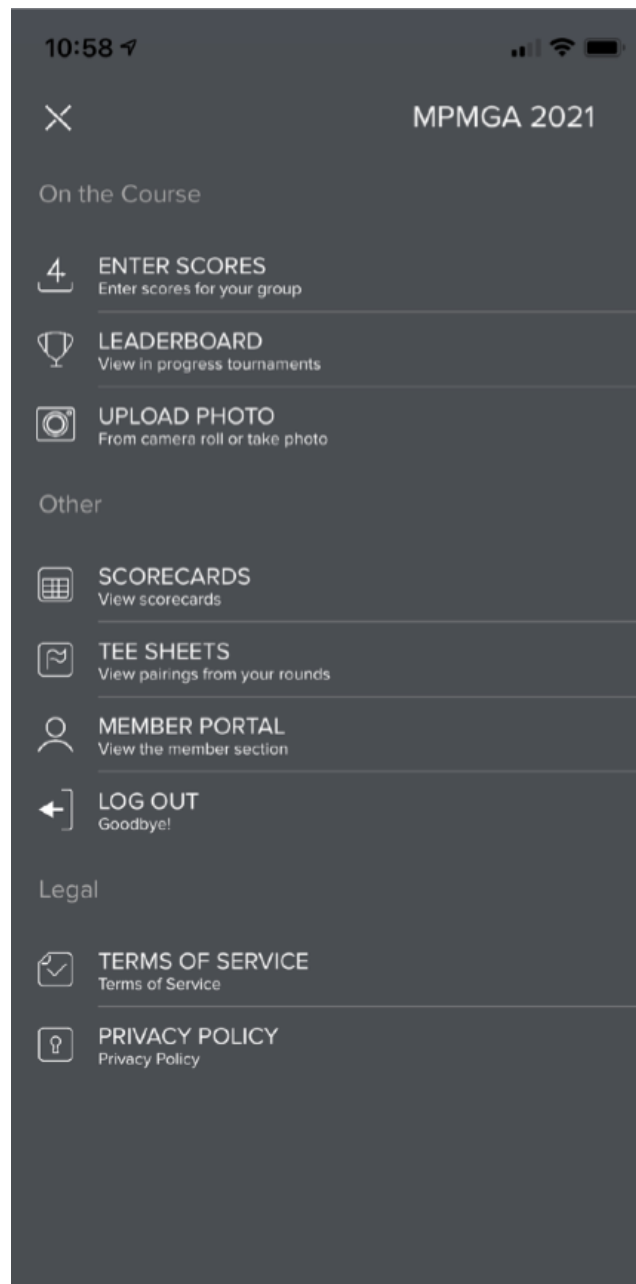 10:58
MPMGA 2021
On the Course
4
ENTER SCORES
Enter scores for your group
LEADERBOARD
View in progress tournaments
UPLOAD PHOTO
From camera roll or take photo
Other
SCORECARDS
View scorecards
TEE SHEETS
View pairings from your rounds
MEMBER PORTAL
View the member section
LOG OUT
Goodbye!
Legal
TERMS OF SERVICE
Terms of Service
PRIVACY POLICY
Privacy Policy